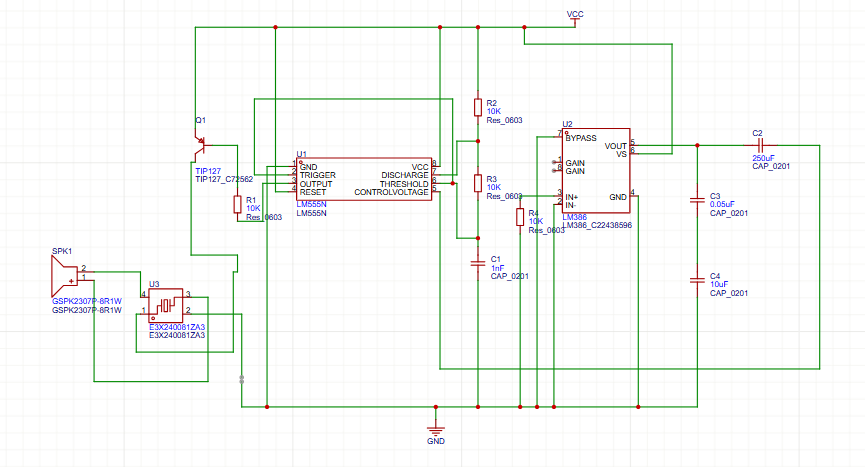 VCC
Q1
TIP127
TIP127_C72562
R1
10K
Res_0603
U1
1
GND
2
TRIGGER
3
OUTPUT
4
RESET
VCC
8
DISCHARGE
7
THRESHOLD
6
CONTROLVOLTAGE
5
LM555N
LM555N
R2
10K
Res_0603
R3
10K
Res_0603
C1
1nF
CAP_0201
R4
10K
Res_0603
U2
7
BYPASS
1
GAIN
8
GAIN
3
IN+
2
IN-
VOUT
5
VS
6
GND
4
LM386
LM386_C22438596
C2
250uF
CAP_0201
C3
0.05uF
CAP_0201
C4
10uF
CAP_0201
SPK1
2
1
+
GSPK2307P-8R1W
GSPK2307P-8R1W
U3
4
3
1
2
E3X240081ZA3
E3X240081ZA3
GND